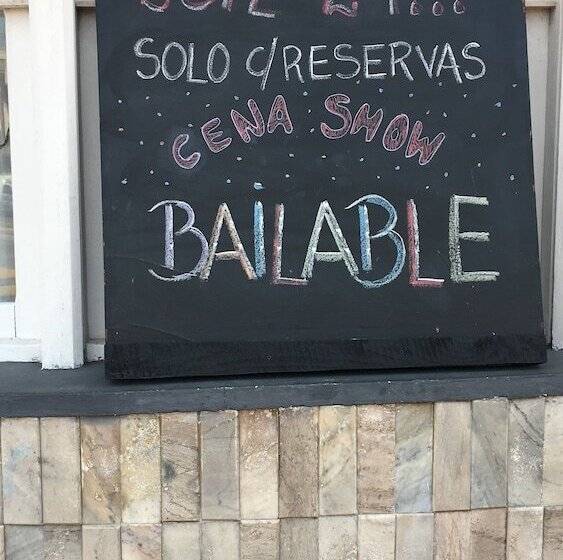 SOLO C/RESERVAS
CENA SHOW
BAILABLE